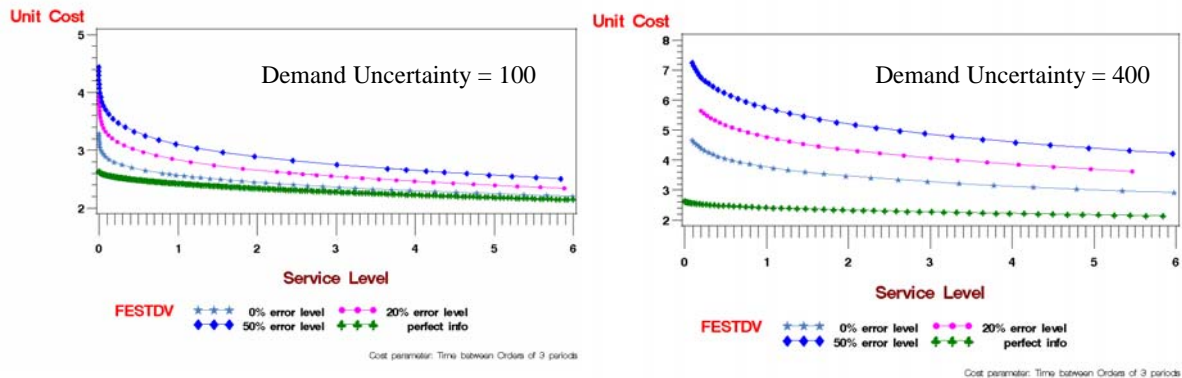 Unit Cost
5
4
3
2
Demand Uncertainty = 100
0 1 2 3 4 5 6
Service Level
FESTDV 0% error level 20% error level
50% error level perfect info
Cost parameter: Time between Orders of 3 periods
Unit Cost
8
7
6
5
4
3
2
Demand Uncertainty = 400
0 1 2 3 4 5 6
Service Level
FESTDV 0% error level 20% error level
50% error level perfect info
Cost parameter: Time between Orders of 3 periods